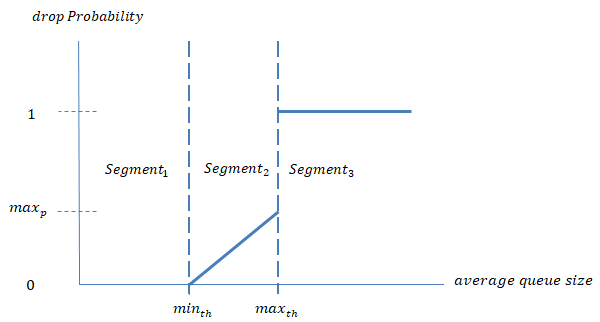 drop Probability
1
Segment₁ Segment₂ Segment₃
maxₚ
0
average queue size
minₜₕ maxₜₕ